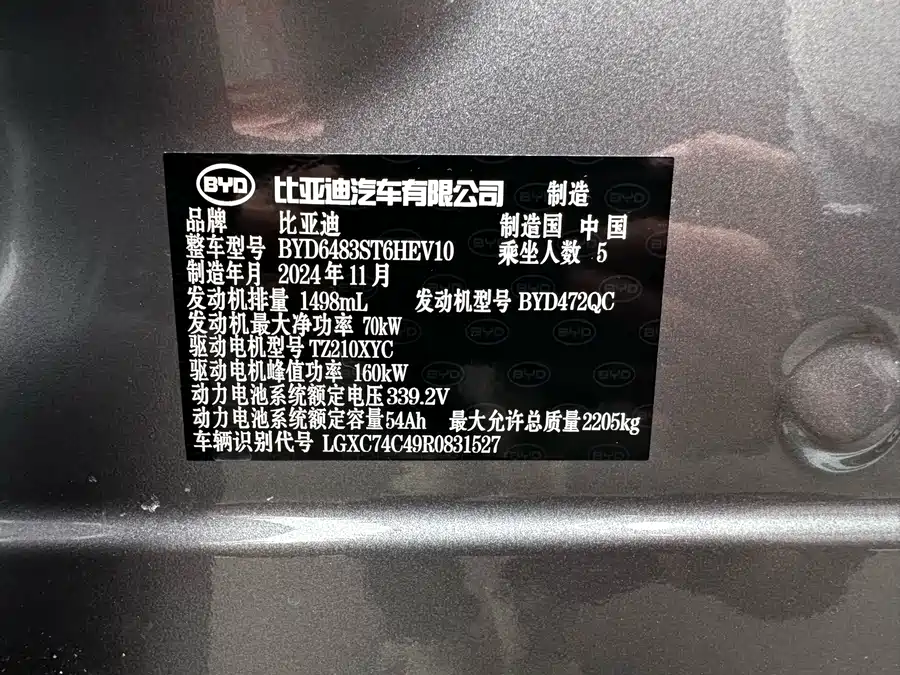 BYD 比亚迪汽车有限公司 制造
品牌 比亚迪 制造国 中国
整车型号 BYD6483ST6HEV10 乘坐人数 5
制造年月 2024年11月
发动机排量 1498mL 发动机型号 BYD472QC
发动机最大净功率 70kW
驱动电机型号 TZ210XYC
驱动电机峰值功率 160kW
动力电池系统额定电压 339.2V
动力电池系统额定容量 54Ah 最大允许总质量 2205kg
车辆识别代号 LGXC74C49R0831527